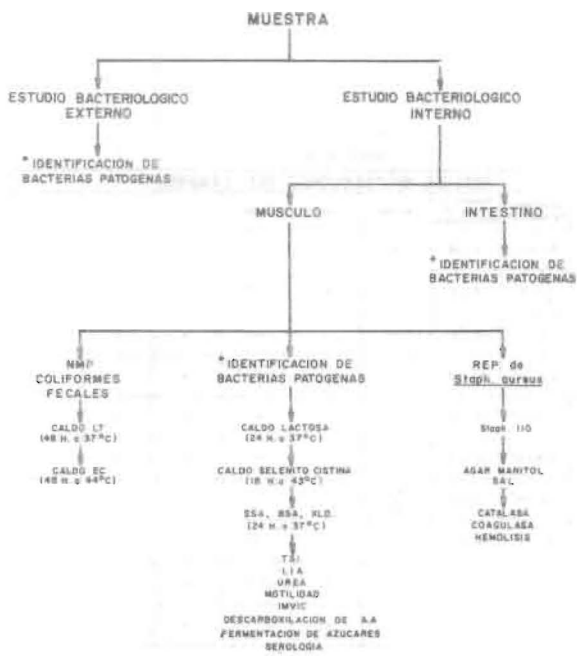 MUESTRA
ESTUDIO BACTERIOLOGICO
EXTERNO
*IDENTIFICACION DE
BACTERIAS PATOGENAS
ESTUDIO BACTERIOLOGICO
INTERNO
MUSCULO
INTESTINO
*IDENTIFICACION DE
BACTERIAS PATOGENAS
NMP
COLIFORMES
FECALES
CALDO LT
(48 H. a 37°C)
CALDO EC
(48 H. a 44°C)
*IDENTIFICACION DE
BACTERIAS PATOGENAS
CALDO LACTOSA
(24 H. a 37°C)
CALDO SELENITO CISTINA
(18 H. a 43°C)
SSA, BSA, XLD.
(24 H. a 37°C)
TSI
LIA
UREA
MOTILIDAD
IMVIC
DESCARBOXILACION DE A.A
FERMENTACION DE AZUCARES
SEROLOGIA
REP. de
Staph. aureus
Staph. 110
AGAR MANITOL
SAL
CATALASA
COAGULASA
HEMOLISIS